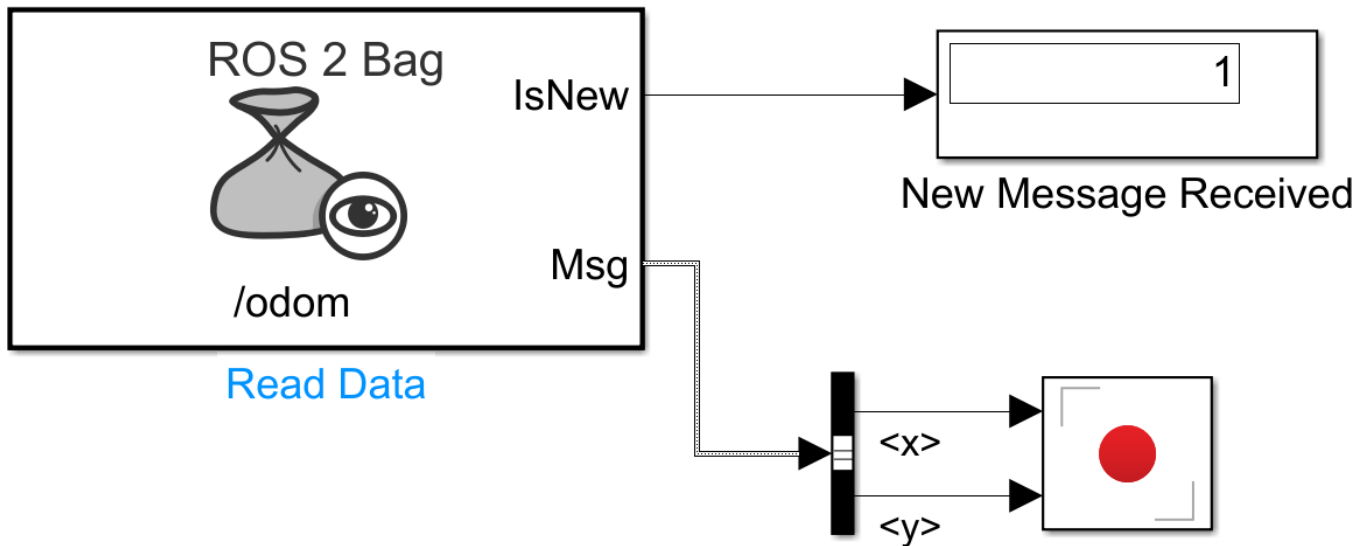 ROS 2 Bag
IsNew
1
New Message Received
Msg
/odom
Read Data
<x>
<y>